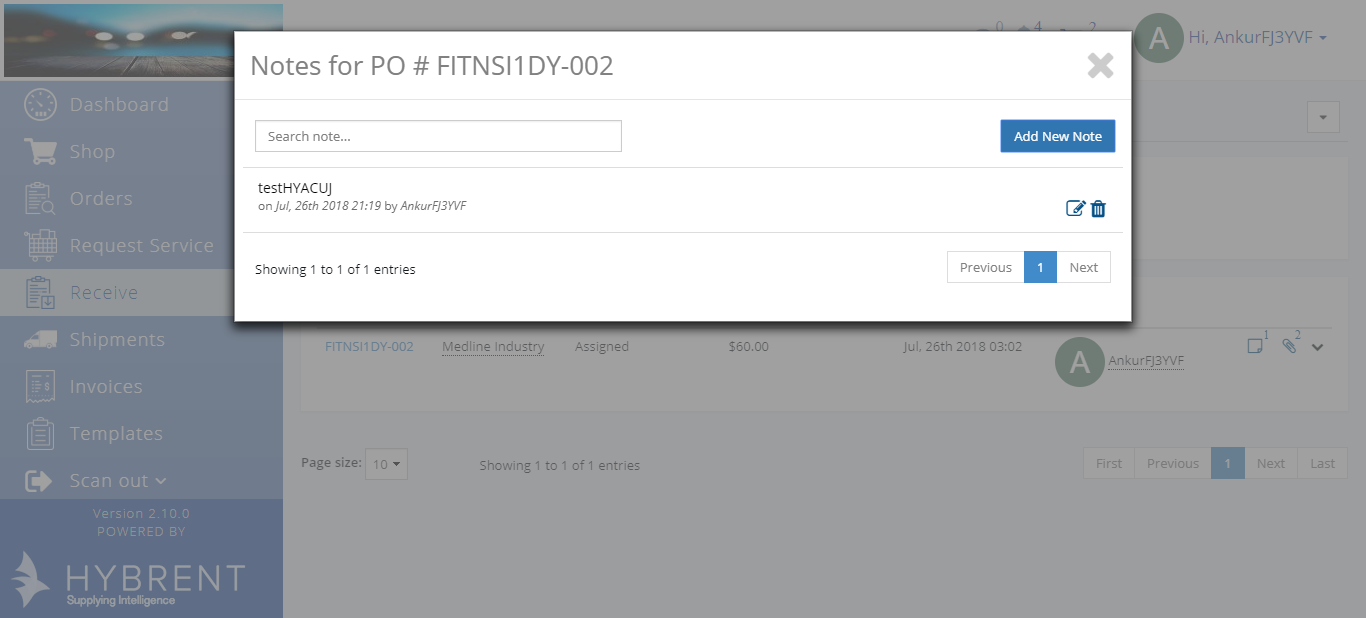 0 4 2
A Hi, AnkurFJ3YVF
Notes for PO # FITNSI1DY-002
Search note...
Add New Note
testHYACUJ
on Jul, 26th 2018 21:19 by AnkurFJ3YVF
Showing 1 to 1 of 1 entries
Previous 1 Next
Dashboard
Shop
Orders
Request Service
Receive
Shipments
Invoices
Templates
Scan out
Version 2.10.0
POWERED BY
HYBRENT
Supplying Intelligence
FITNSI1DY-002 Medline Industry Assigned $60.00 Jul, 26th 2018 03:02 A AnkurFJ3YVF 1 2
Page size: 10 Showing 1 to 1 of 1 entries
First Previous 1 Next Last